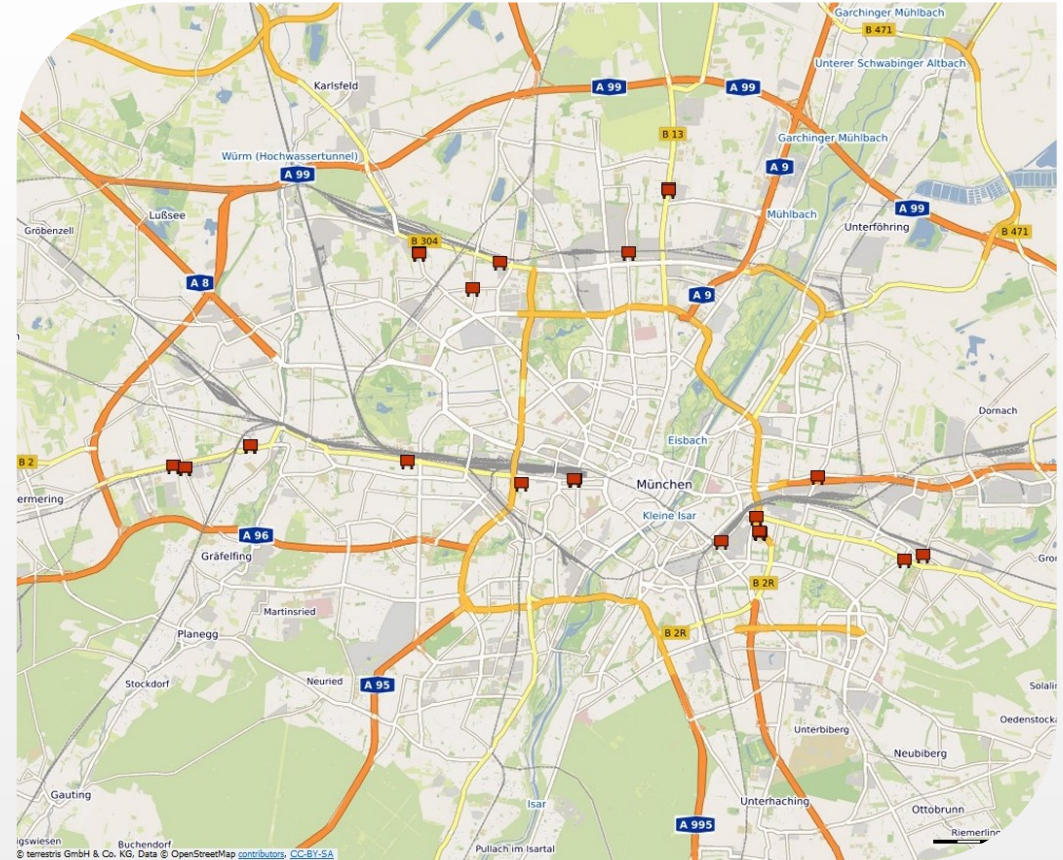 Garchinger Mühlbach
B 471
Unterer Schwabinger Altbach
Karlsfeld
A 99
A 99
B 13
Garchinger Mühlbach
Würm (Hochwassertunnel)
A 99
A 9
A 99
Lußsee
Mühlbach
Gröbenzell
Unterföhring
B 471
B 304
A 8
A 9
Dornach
Eisbach
B 2
München
ermering
Kleine Isar
A 96
Gräfelfing
Gro
B 2R
Martinsried
Planegg
B 2R
Stockdorf
Neuried
A 95
Solalin
Oedenstocka
Unterbiberg
Neubiberg
Gauting
Isar
Unterhaching
Ottobrunn
A 995
Riemerling
igswiesen
Buchendorf
Pullach im Isartal
© terrestris GmbH & Co. KG, Data © OpenStreetMap contributors, CC-BY-SA